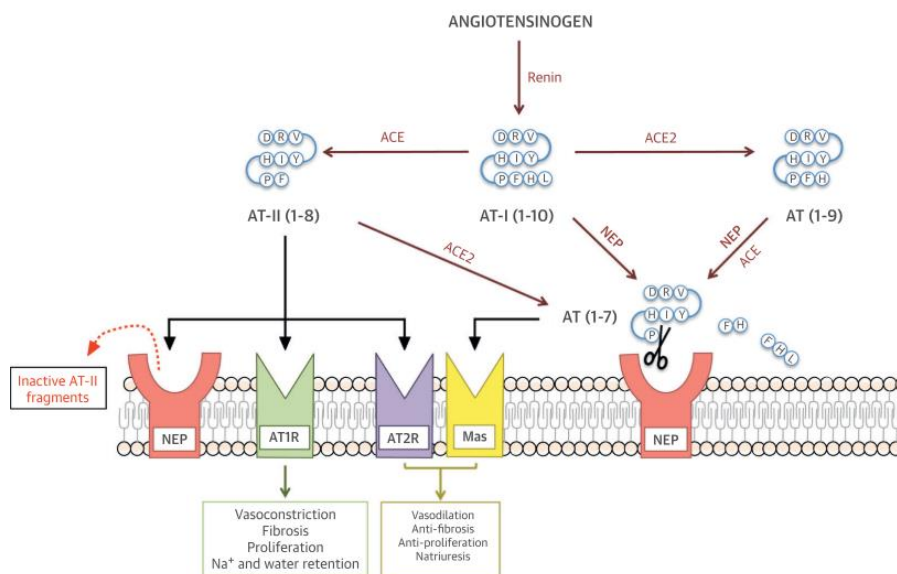 ANGIOTENSINOGEN
Renin
D R V
ACE
D R V
ACE2
D R V
H I Y
H I Y
H I Y
P F
P F H L
P F H
AT-II (1-8)
AT-I (1-10)
AT (1-9)
ACE2
NEP
NEP
ACE
D R V
AT (1-7)
H I Y
P
F H
F H L
Inactive AT-II
fragments
NEP
AT1R
AT2R
Mas
NEP
Vasoconstriction
Fibrosis
Proliferation
Na⁺ and water retention
Vasodilation
Anti-fibrosis
Anti-proliferation
Natriuresis